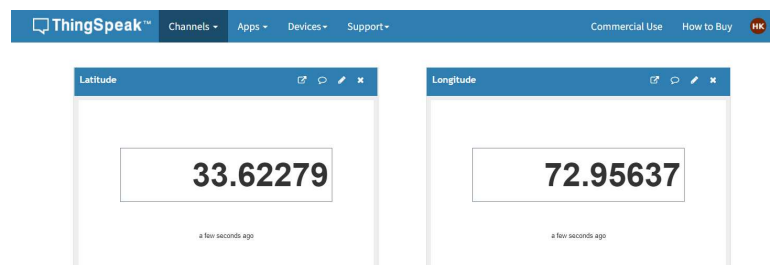 ThingSpeak™ Channels Apps Devices Support Commercial Use How to Buy HK
Latitude Longitude
33.62279 72.95637
a few seconds ago a few seconds ago